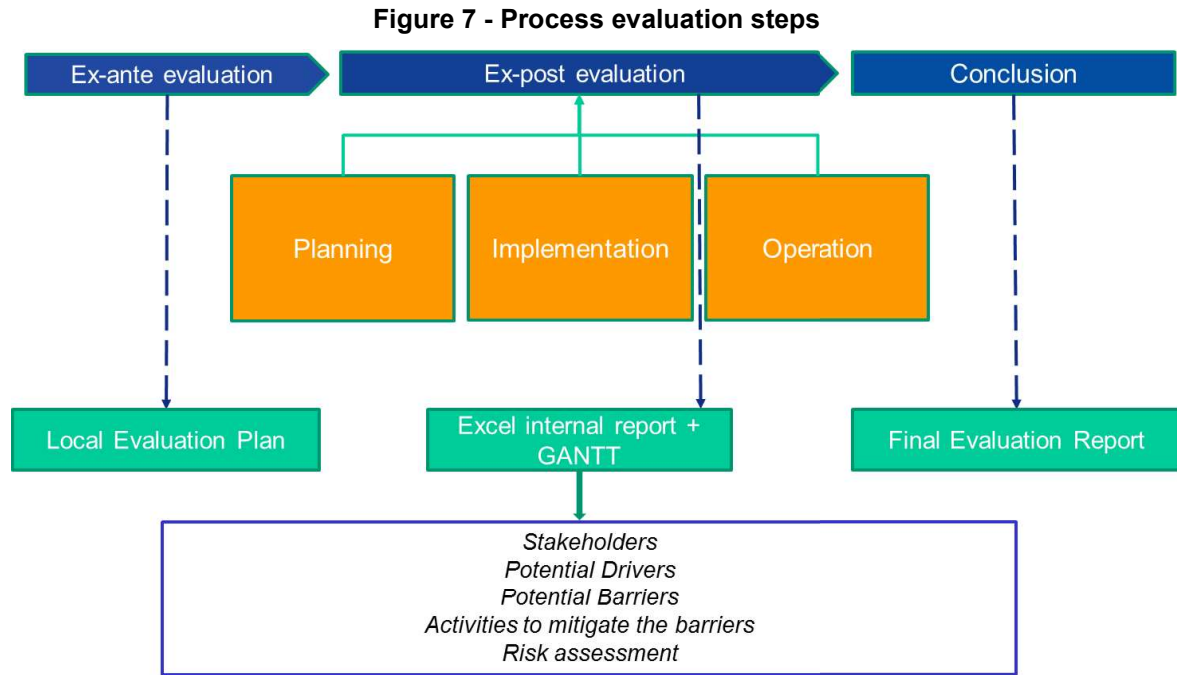 Figure 7 - Process evaluation steps
Ex-ante evaluation
Ex-post evaluation
Conclusion
Planning
Implementation
Operation
Local Evaluation Plan
Excel internal report +
GANTT
Final Evaluation Report
Stakeholders
Potential Drivers
Potential Barriers
Activities to mitigate the barriers
Risk assessment